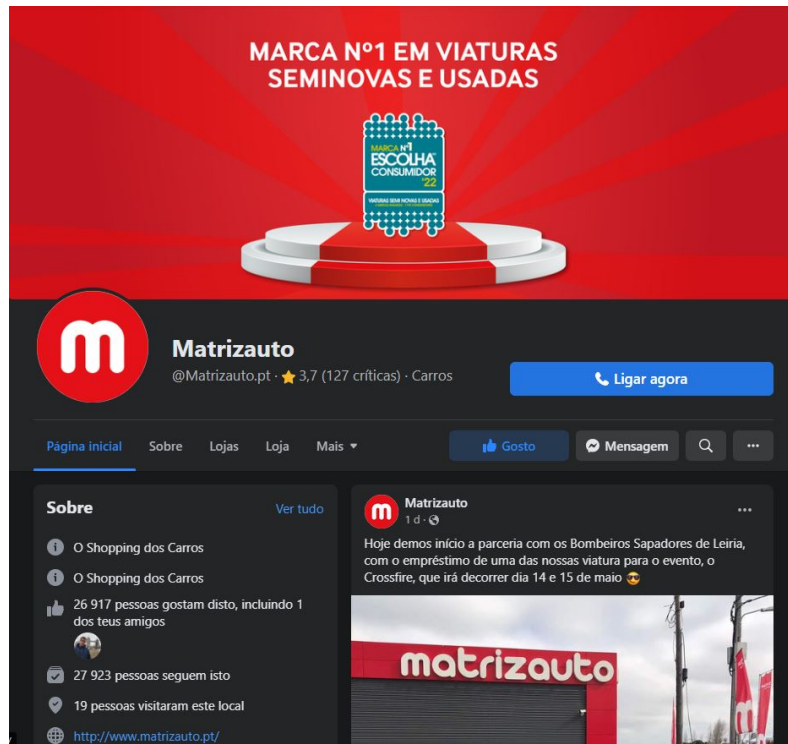 MARCA Nº1 EM VIATURAS
SEMINOVAS E USADAS
MARCA Nº1
ESCOLHA
CONSUMIDOR
'22
VIATURAS SEMI NOVAS E USADAS
m
Matrizauto
@Matrizauto.pt · 3,7 (127 críticas) · Carros
Ligar agora
Página inicial
Sobre
Lojas
Loja
Mais
Gosto
Mensagem
Sobre
Ver tudo
O Shopping dos Carros
O Shopping dos Carros
26 917 pessoas gostam disto, incluindo 1
dos teus amigos
27 923 pessoas seguem isto
19 pessoas visitaram este local
http://www.matrizauto.pt/
m
Matrizauto
1 d ·
Hoje demos início a parceria com os Bombeiros Sapadores de Leiria,
com o empréstimo de uma das nossas viatura para o evento, o
Crossfire, que irá decorrer dia 14 e 15 de maio
matrizauto